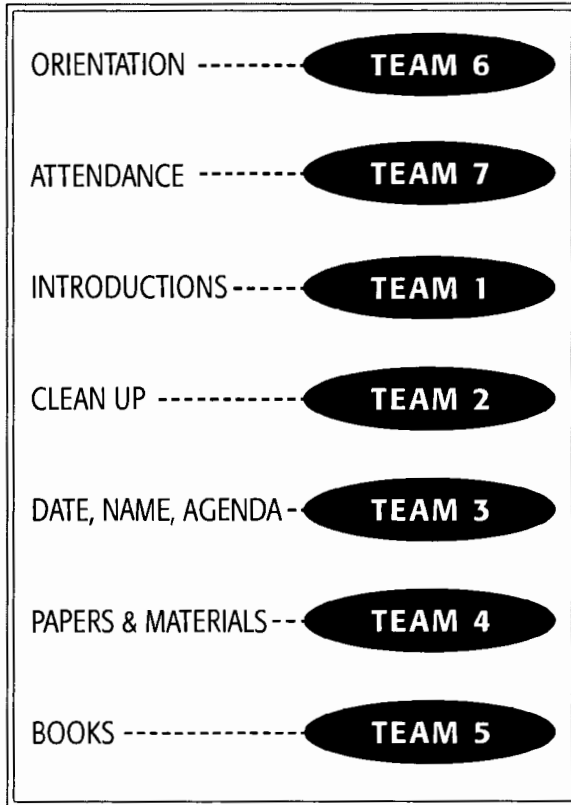 ORIENTATION TEAM 6
ATTENDANCE TEAM 7
INTRODUCTIONS TEAM 1
CLEAN UP TEAM 2
DATE, NAME, AGENDA TEAM 3
PAPERS & MATERIALS TEAM 4
BOOKS TEAM 5